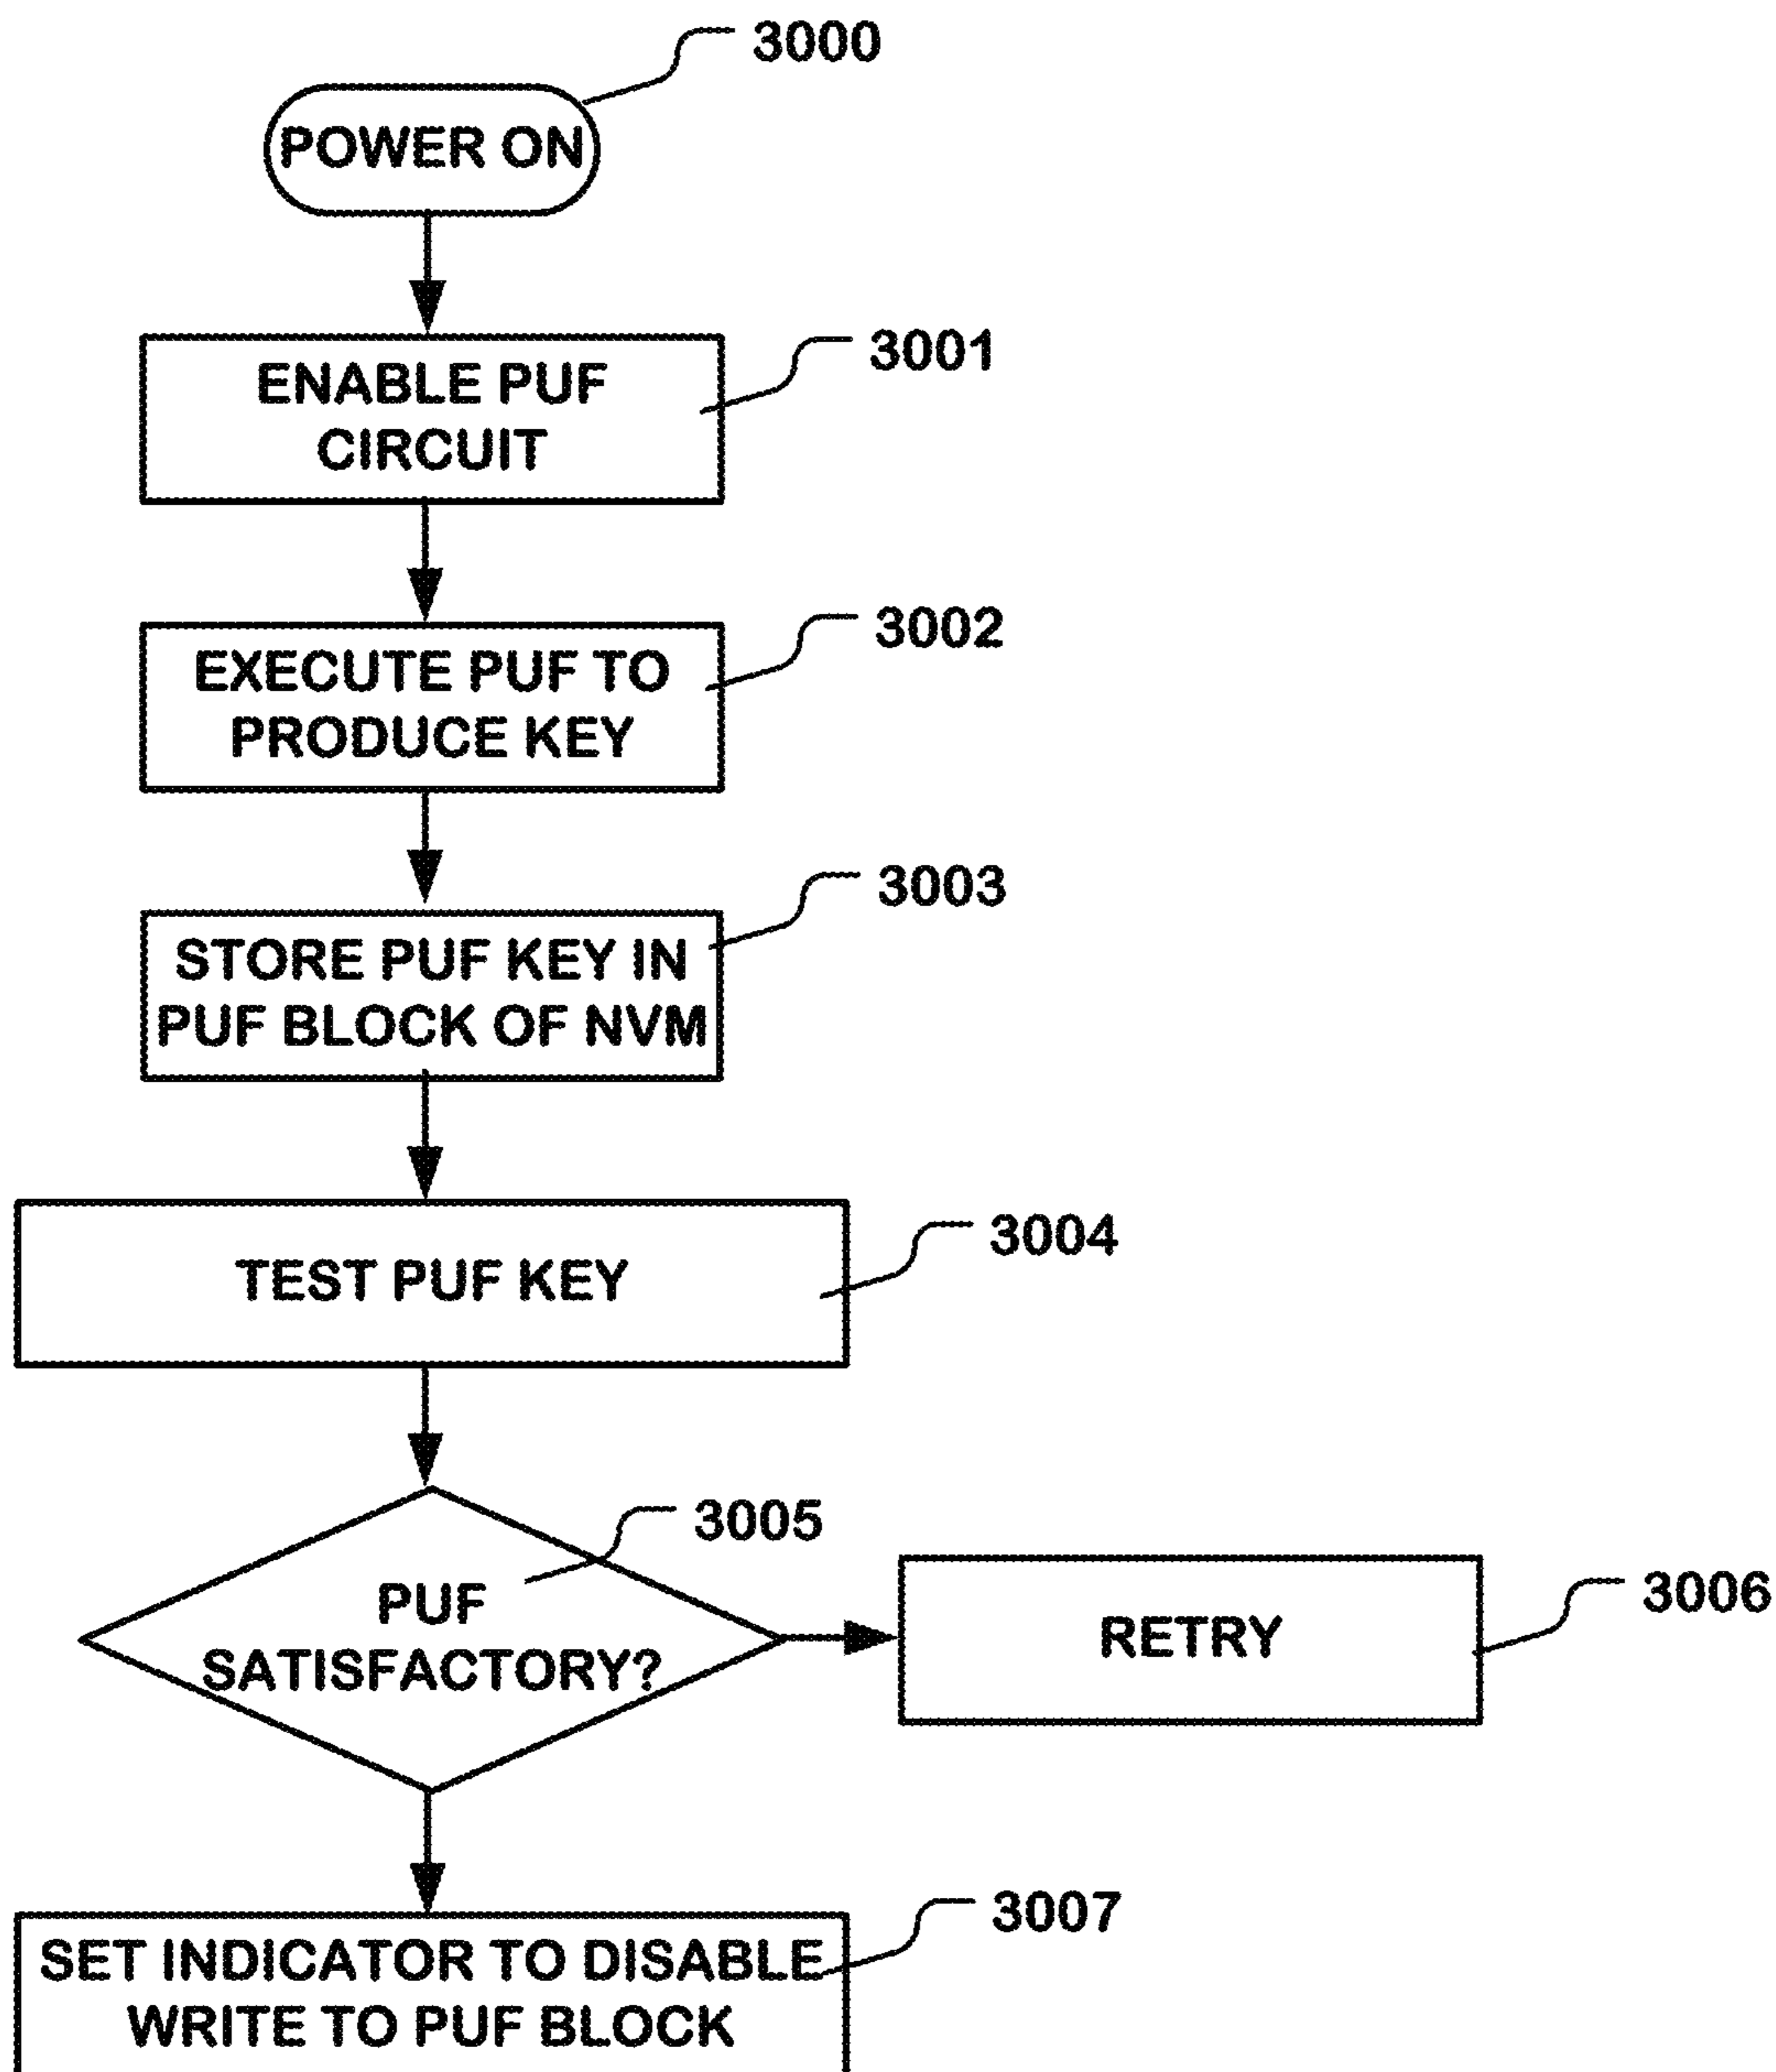 3000
POWER ON
3001
ENABLE PUF
CIRCUIT
3002
EXECUTE PUF TO
PRODUCE KEY
3003
STORE PUF KEY IN
PUF BLOCK OF NVM
3004
TEST PUF KEY
3005
PUF
SATISFACTORY?
3006
RETRY
3007
SET INDICATOR TO DISABLE
WRITE TO PUF BLOCK